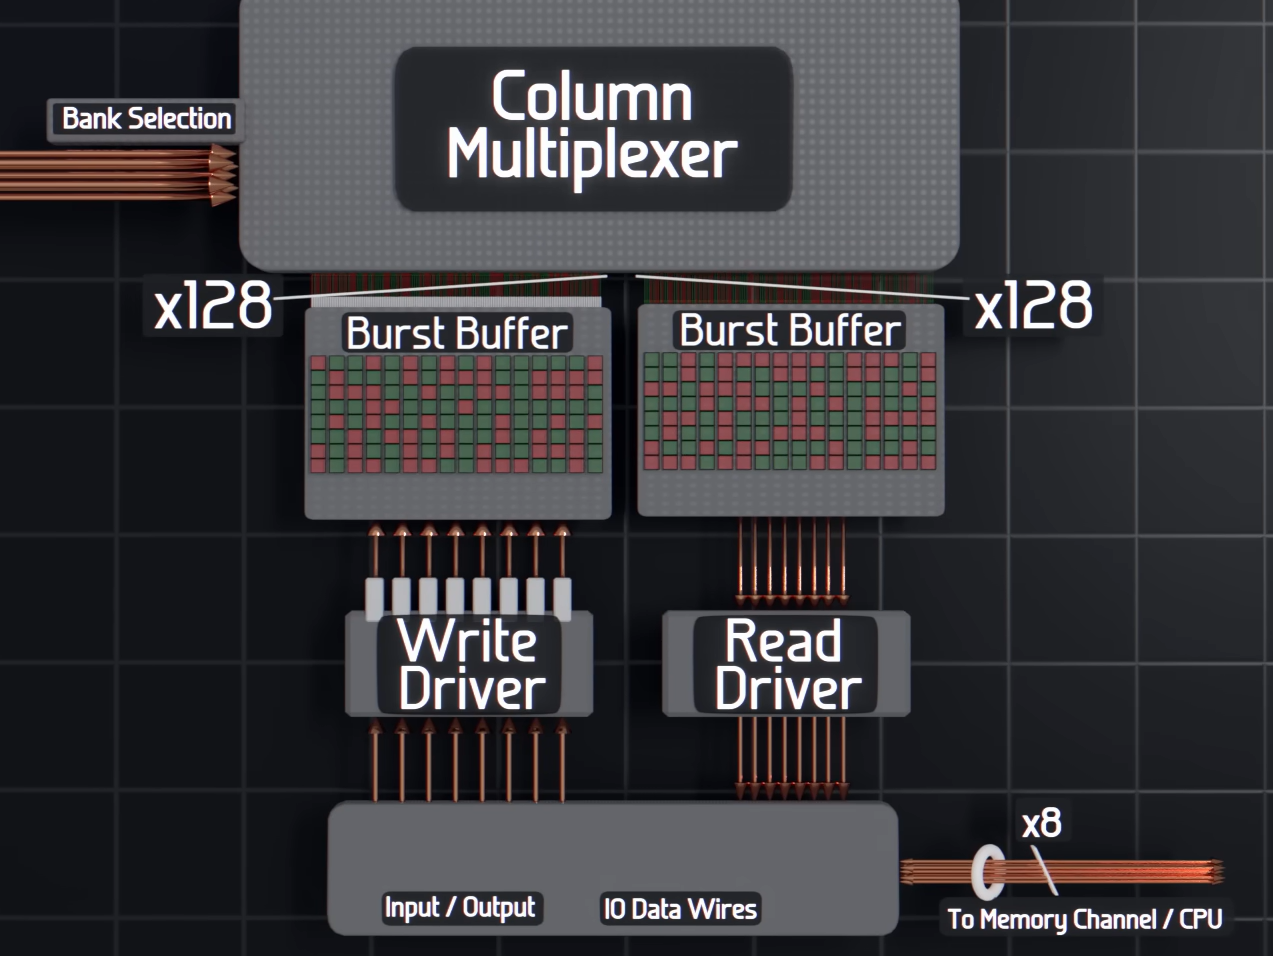 Column
Multiplexer
Bank Selection
x128
x128
Burst Buffer
Burst Buffer
Write
Driver
Read
Driver
x8
Input / Output
IO Data Wires
To Memory Channel / CPU